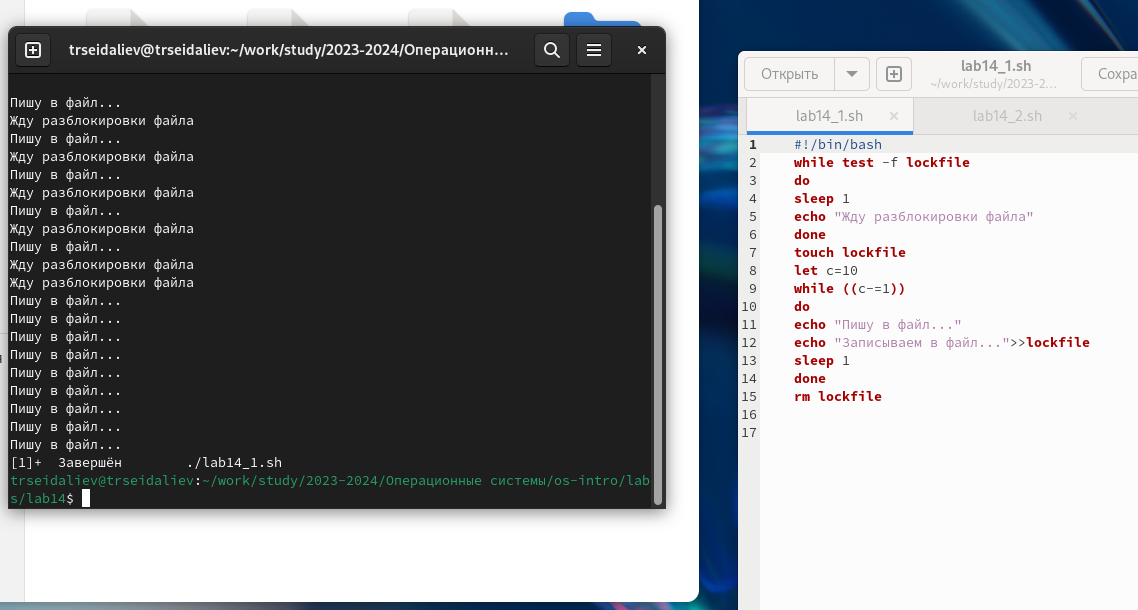 trseidaliev@trseidaliev:~/work/study/2023-2024/Операционн...
Пишу в файл...
Жду разблокировки файла
Пишу в файл...
Жду разблокировки файла
Пишу в файл...
Жду разблокировки файла
Пишу в файл...
Жду разблокировки файла
Пишу в файл...
Жду разблокировки файла
Жду разблокировки файла
Пишу в файл...
Пишу в файл...
Пишу в файл...
Пишу в файл...
Пишу в файл...
Пишу в файл...
Пишу в файл...
Пишу в файл...
Пишу в файл...
[1]+  Завершён        ./lab14_1.sh
trseidaliev@trseidaliev:~/work/study/2023-2024/Операционные системы/os-intro/lab
s/lab14$
Открыть
lab14_1.sh
~/work/study/2023-2...
Сохра
lab14_1.sh
lab14_2.sh
1 #!/bin/bash
2 while test -f lockfile
3 do
4 sleep 1
5 echo "Жду разблокировки файла"
6 done
7 touch lockfile
8 let c=10
9 while ((c-=1))
10 do
11 echo "Пишу в файл..."
12 echo "Записываем в файл...">>lockfile
13 sleep 1
14 done
15 rm lockfile
16
17